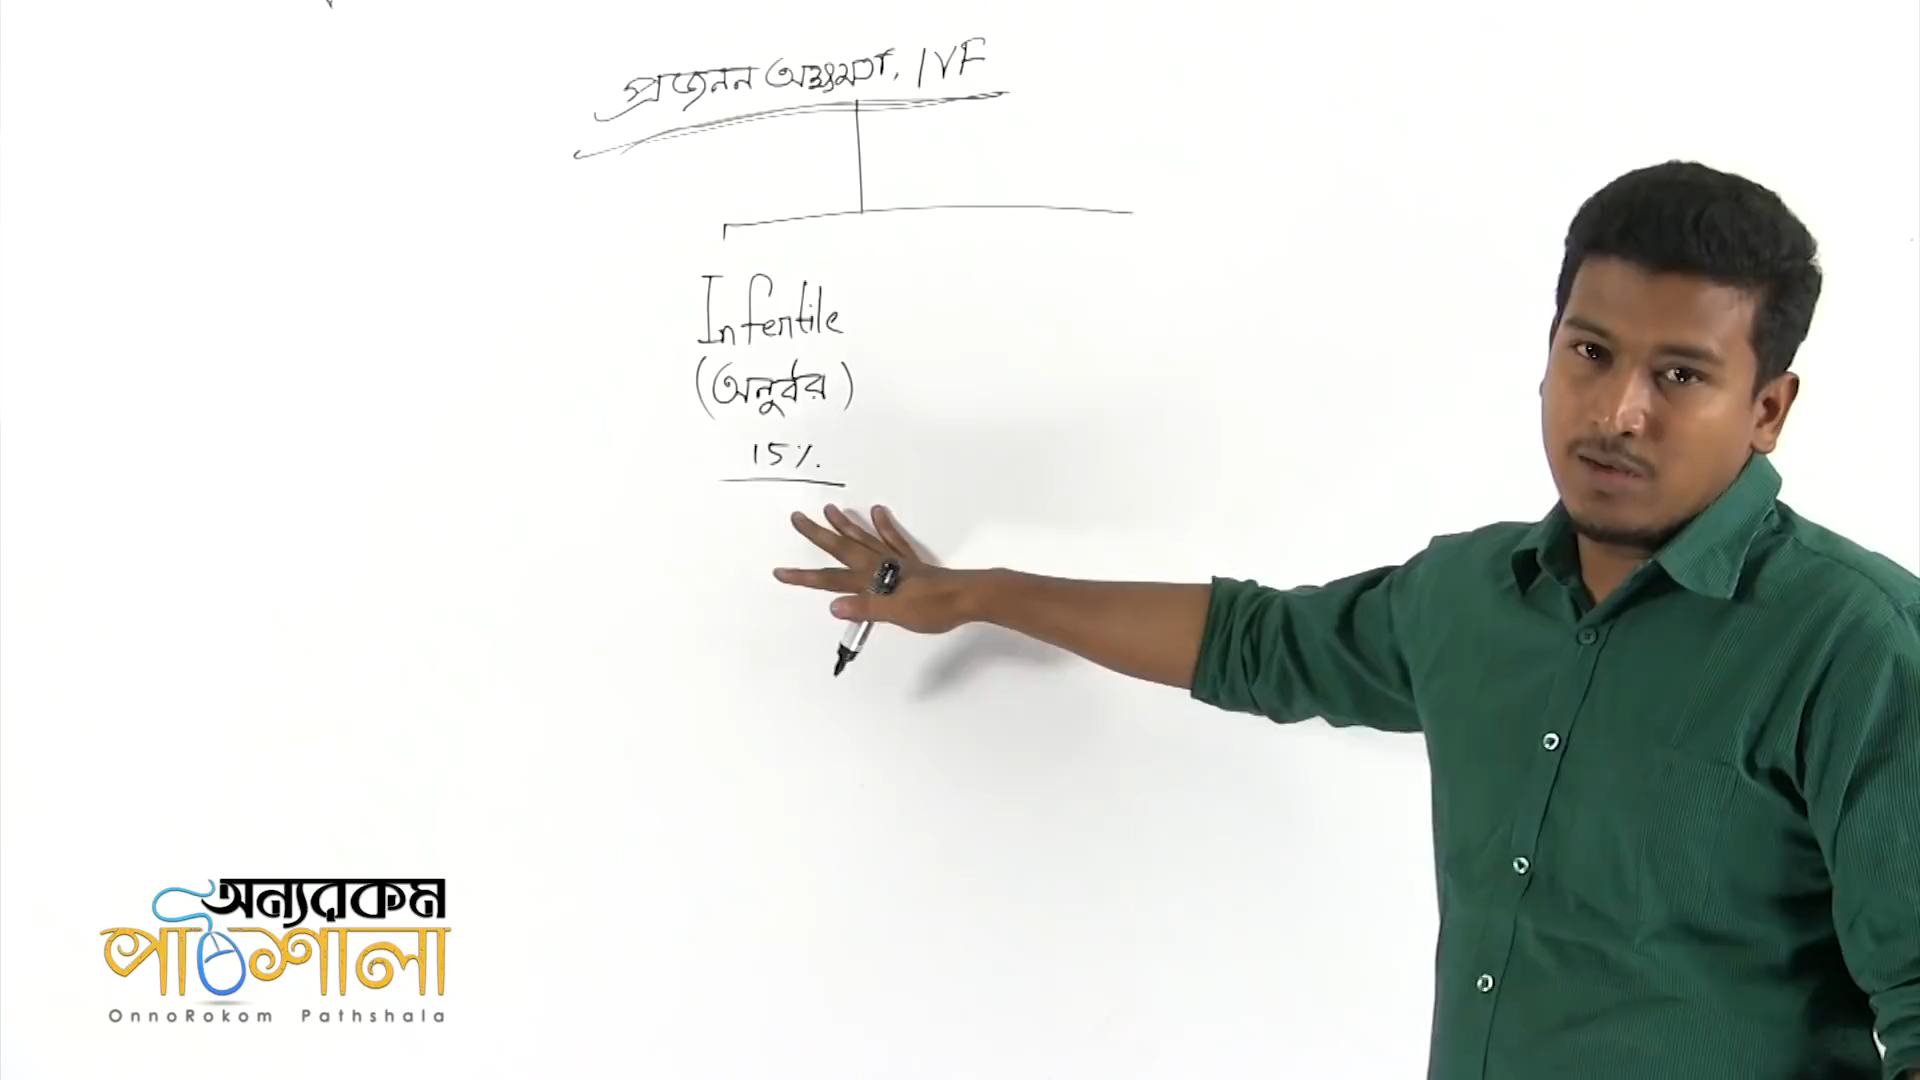 প্রজনন অক্ষমতা, IVF
Infertile
(অনুর্বর)
15%
অন্যরকম
পাঠশালা
OnnoRokom Pathshala